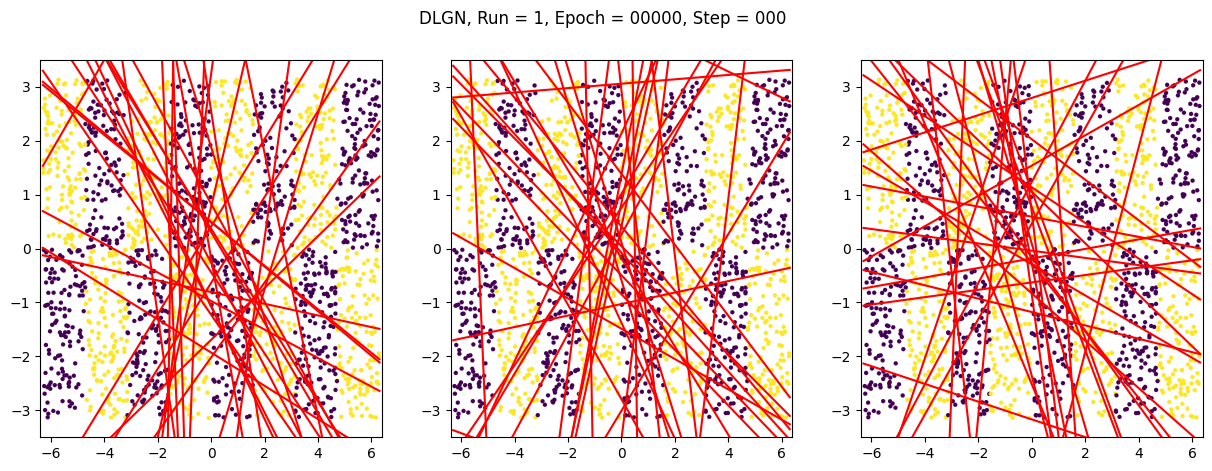 DLGN, Run = 1, Epoch = 00000, Step = 000
3 3 3
2 2 2
1 1 1
0 0 0
−1 −1 −1
−2 −2 −2
−3 −3 −3
−6 −4 −2 0 2 4 6 −6 −4 −2 0 2 4 6 −6 −4 −2 0 2 4 6